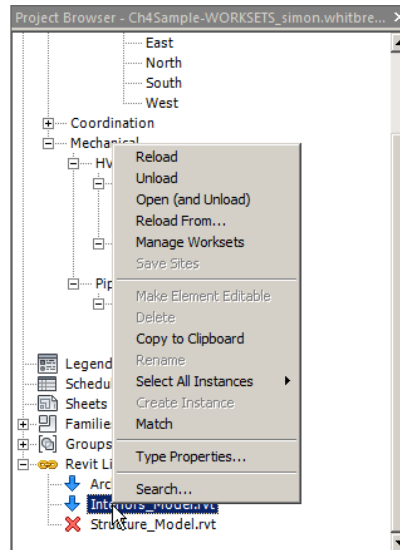 Project Browser - Ch4Sample-WORKSETS_simon.whitbre...
East
North
South
West
Coordination
Mechanical
HV
Pip
Legend
Schedul
Sheets
Families
Groups
Revit Li
Arc
Interiors_Model.rvt
Structure_Model.rvt
Reload
Unload
Open (and Unload)
Reload From...
Manage Worksets
Save Sites
Make Element Editable
Delete
Copy to Clipboard
Rename
Select All Instances
Create Instance
Match
Type Properties...
Search...